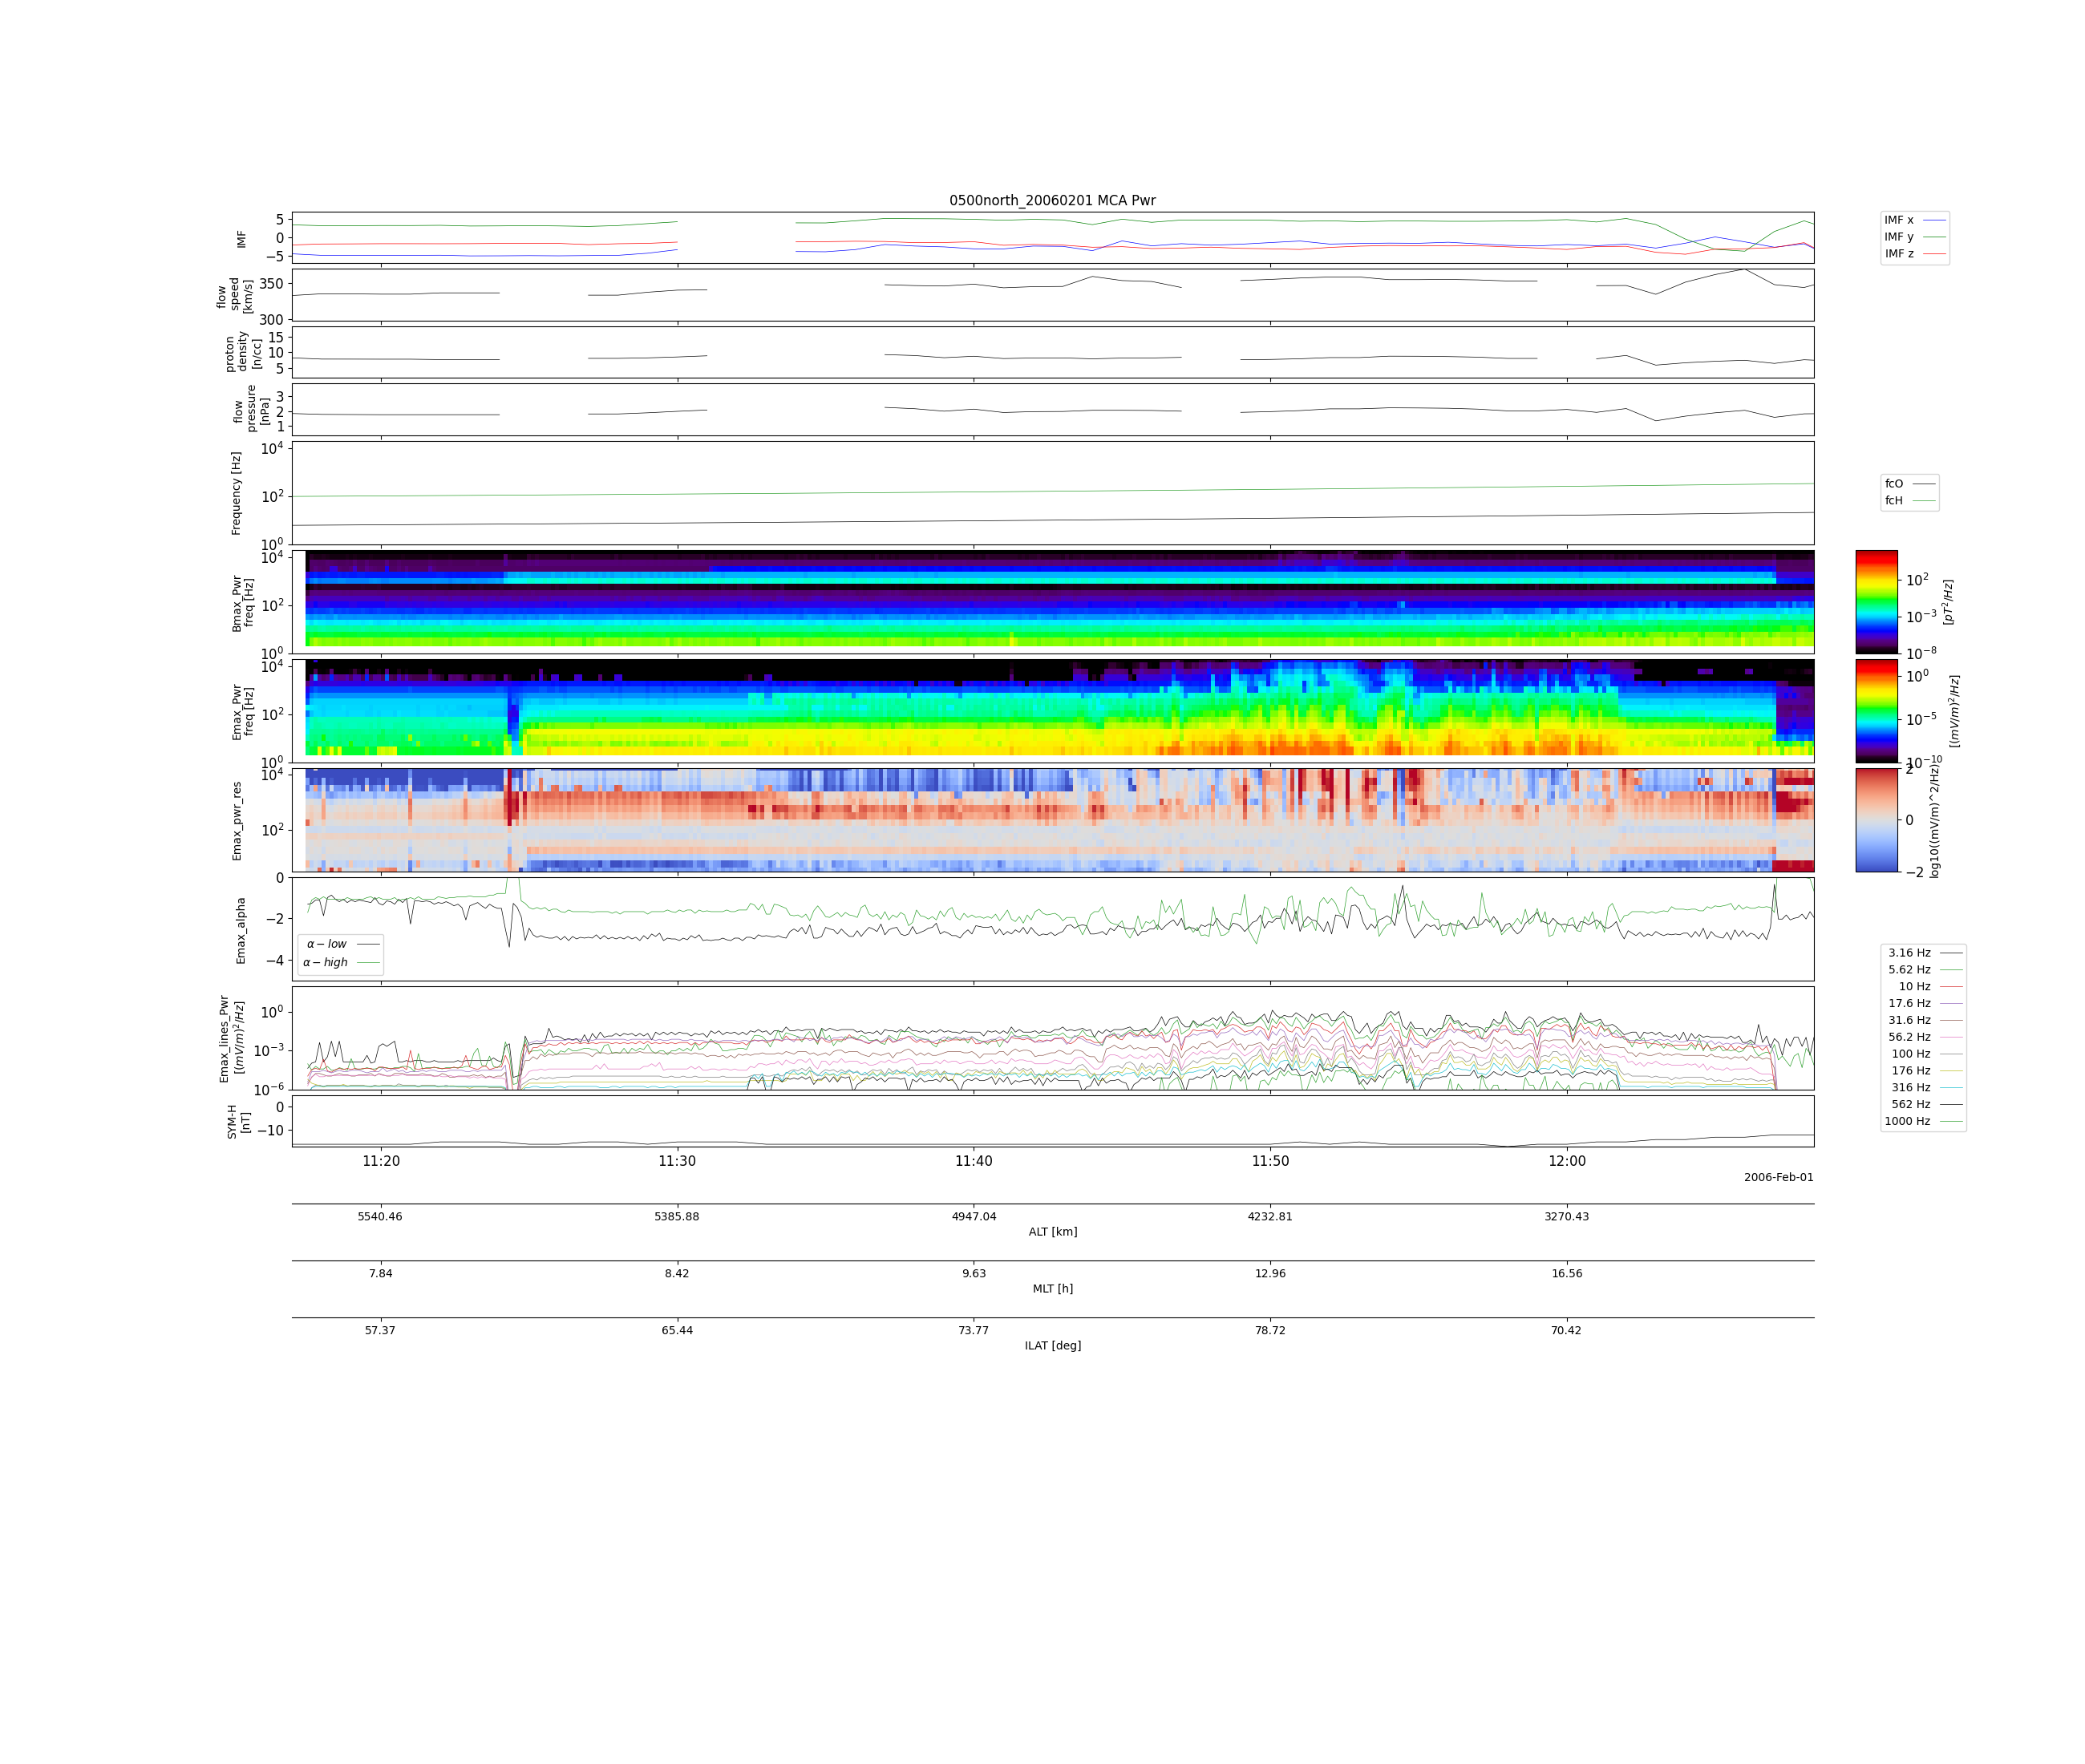 0500north_20060201 MCA Pwr
IMF
5
0
−5
IMF x
IMF y
IMF z
flow
speed
[km/s]
350
300
proton
density
[n/cc]
15
10
5
flow
pressure
[nPa]
3
2
1
Frequency [Hz]
10^4
10^2
10^0
fcO
fcH
Bmax_Pwr
freq [Hz]
10^4
10^2
10^0
10^2
10^-3
10^-8
[pT^2/Hz]
Emax_Pwr
freq [Hz]
10^4
10^2
10^0
10^0
10^-5
10^-10
[(mV/m)^2/Hz]
Emax_pwr_res
10^4
10^2
2
0
−2
log10((mV/m)^2/Hz)
Emax_alpha
0
−2
−4
α − low
α − high
Emax_lines_Pwr
[(mV/m)^2/Hz]
10^0
10^-3
10^-6
3.16 Hz
5.62 Hz
10 Hz
17.6 Hz
31.6 Hz
56.2 Hz
100 Hz
176 Hz
316 Hz
562 Hz
1000 Hz
SYM-H
[nT]
0
−10
11:20 11:30 11:40 11:50 12:00
2006-Feb-01
5540.46 5385.88 4947.04 4232.81 3270.43
ALT [km]
7.84 8.42 9.63 12.96 16.56
MLT [h]
57.37 65.44 73.77 78.72 70.42
ILAT [deg]